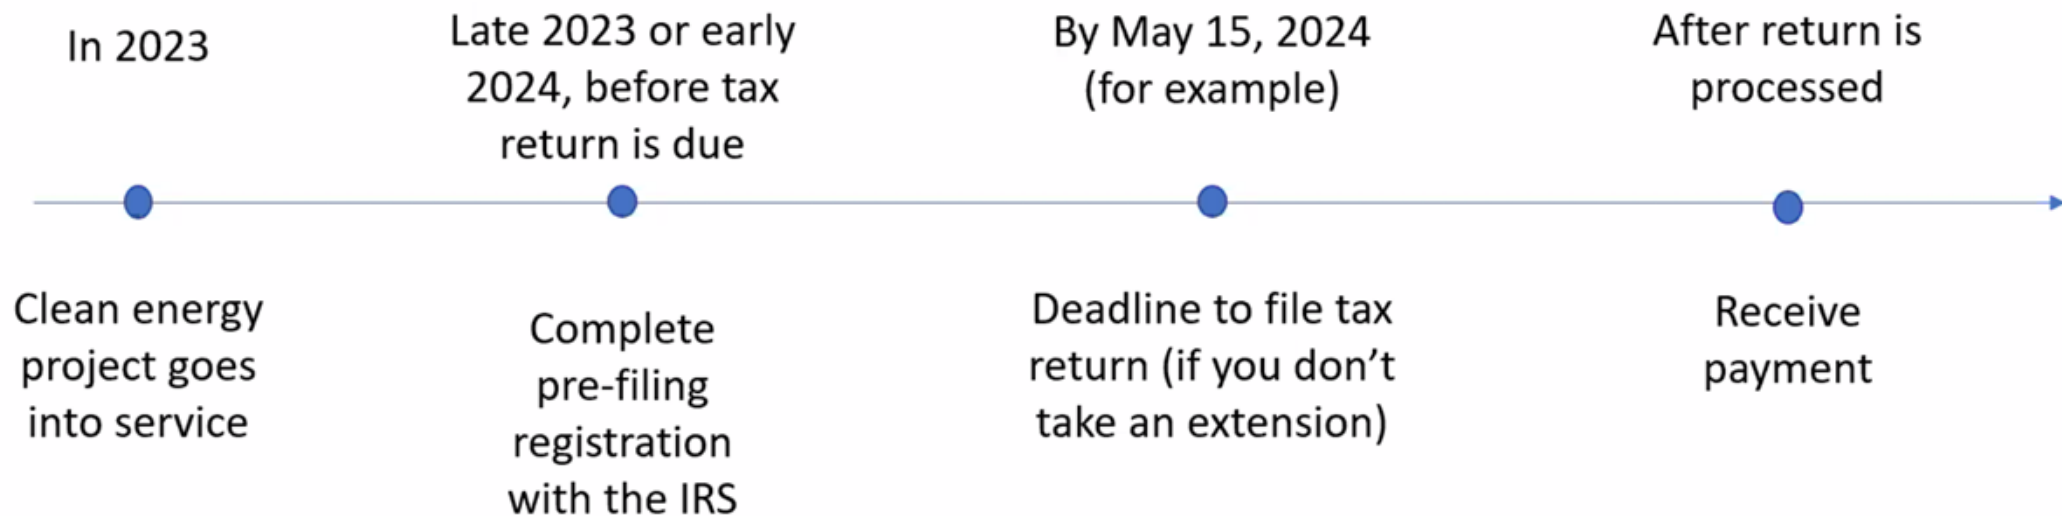 In 2023
Late 2023 or early
2024, before tax
return is due
By May 15, 2024
(for example)
After return is
processed
Clean energy
project goes
into service
Complete
pre-filing
registration
with the IRS
Deadline to file tax
return (if you don’t
take an extension)
Receive
payment